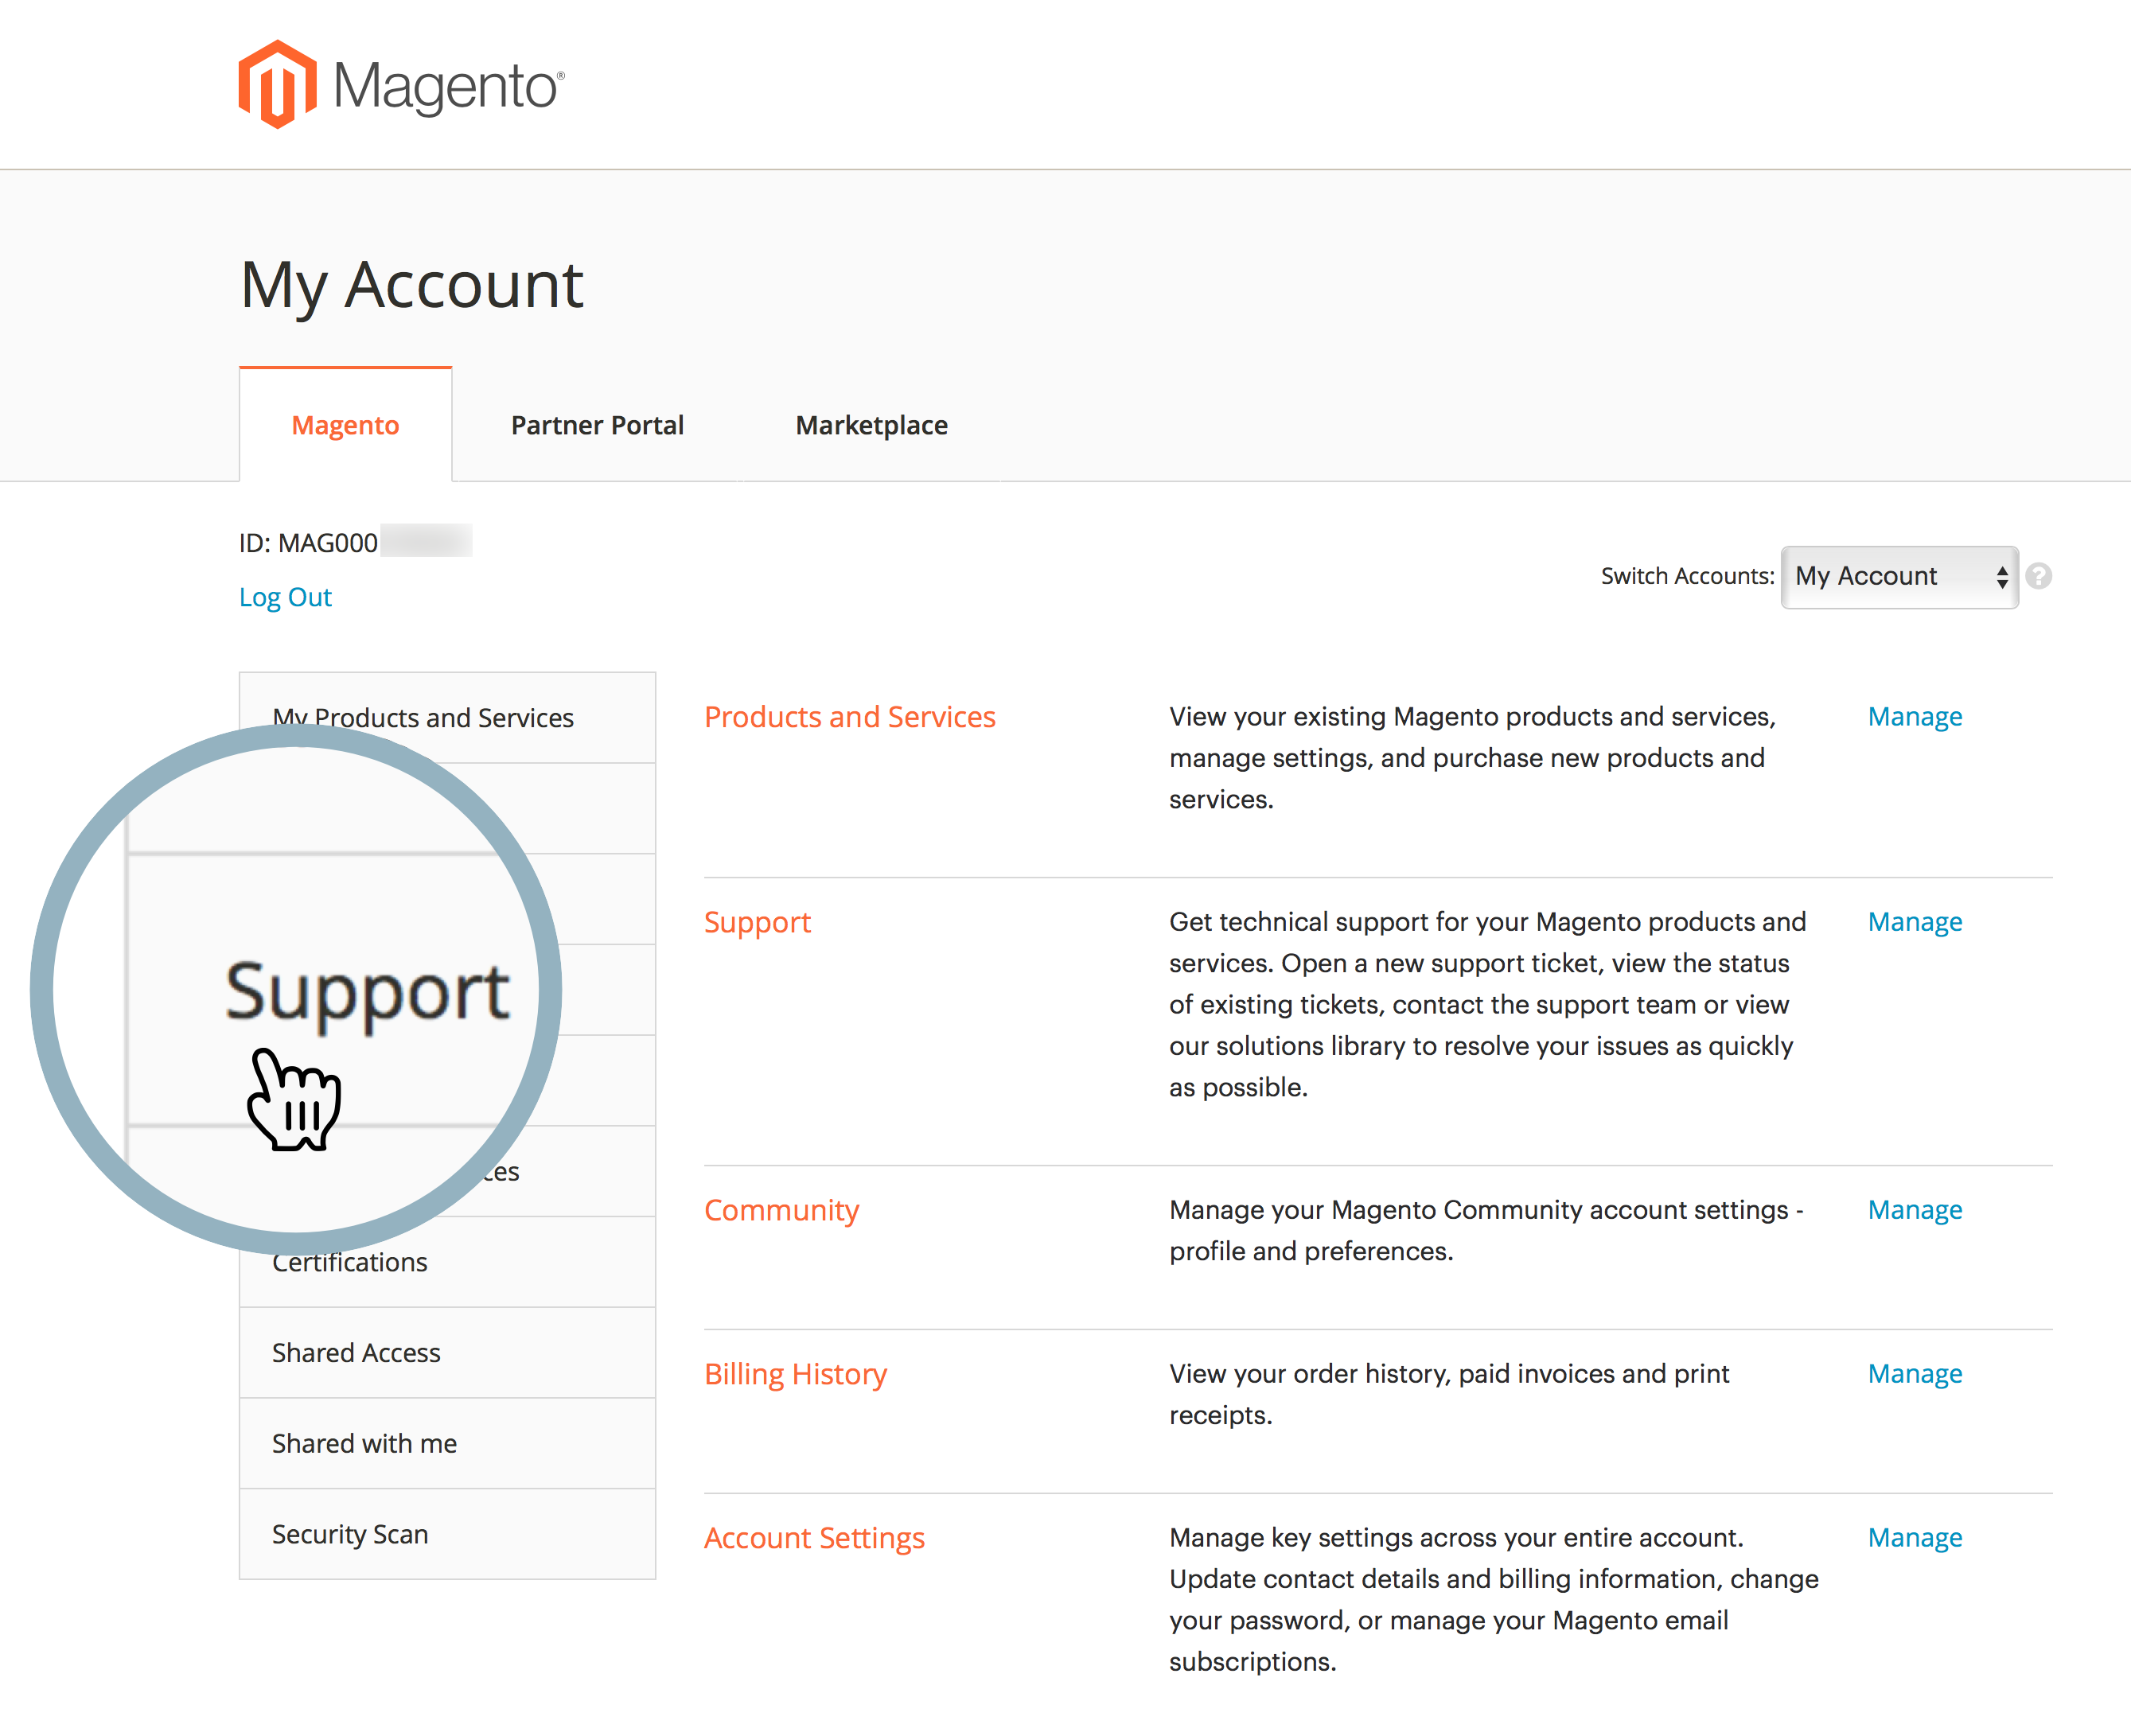 Magento®
My Account
Magento
Partner Portal
Marketplace
ID: MAG000
Log Out
Switch Accounts: My Account ?
My Products and Services
Support
Certifications
Shared Access
Shared with me
Security Scan
Products and Services
View your existing Magento products and services,
manage settings, and purchase new products and
services.
Manage
Support
Get technical support for your Magento products and
services. Open a new support ticket, view the status
of existing tickets, contact the support team or view
our solutions library to resolve your issues as quickly
as possible.
Manage
Community
Manage your Magento Community account settings -
profile and preferences.
Manage
Billing History
View your order history, paid invoices and print
receipts.
Manage
Account Settings
Manage key settings across your entire account.
Update contact details and billing information, change
your password, or manage your Magento email
subscriptions.
Manage